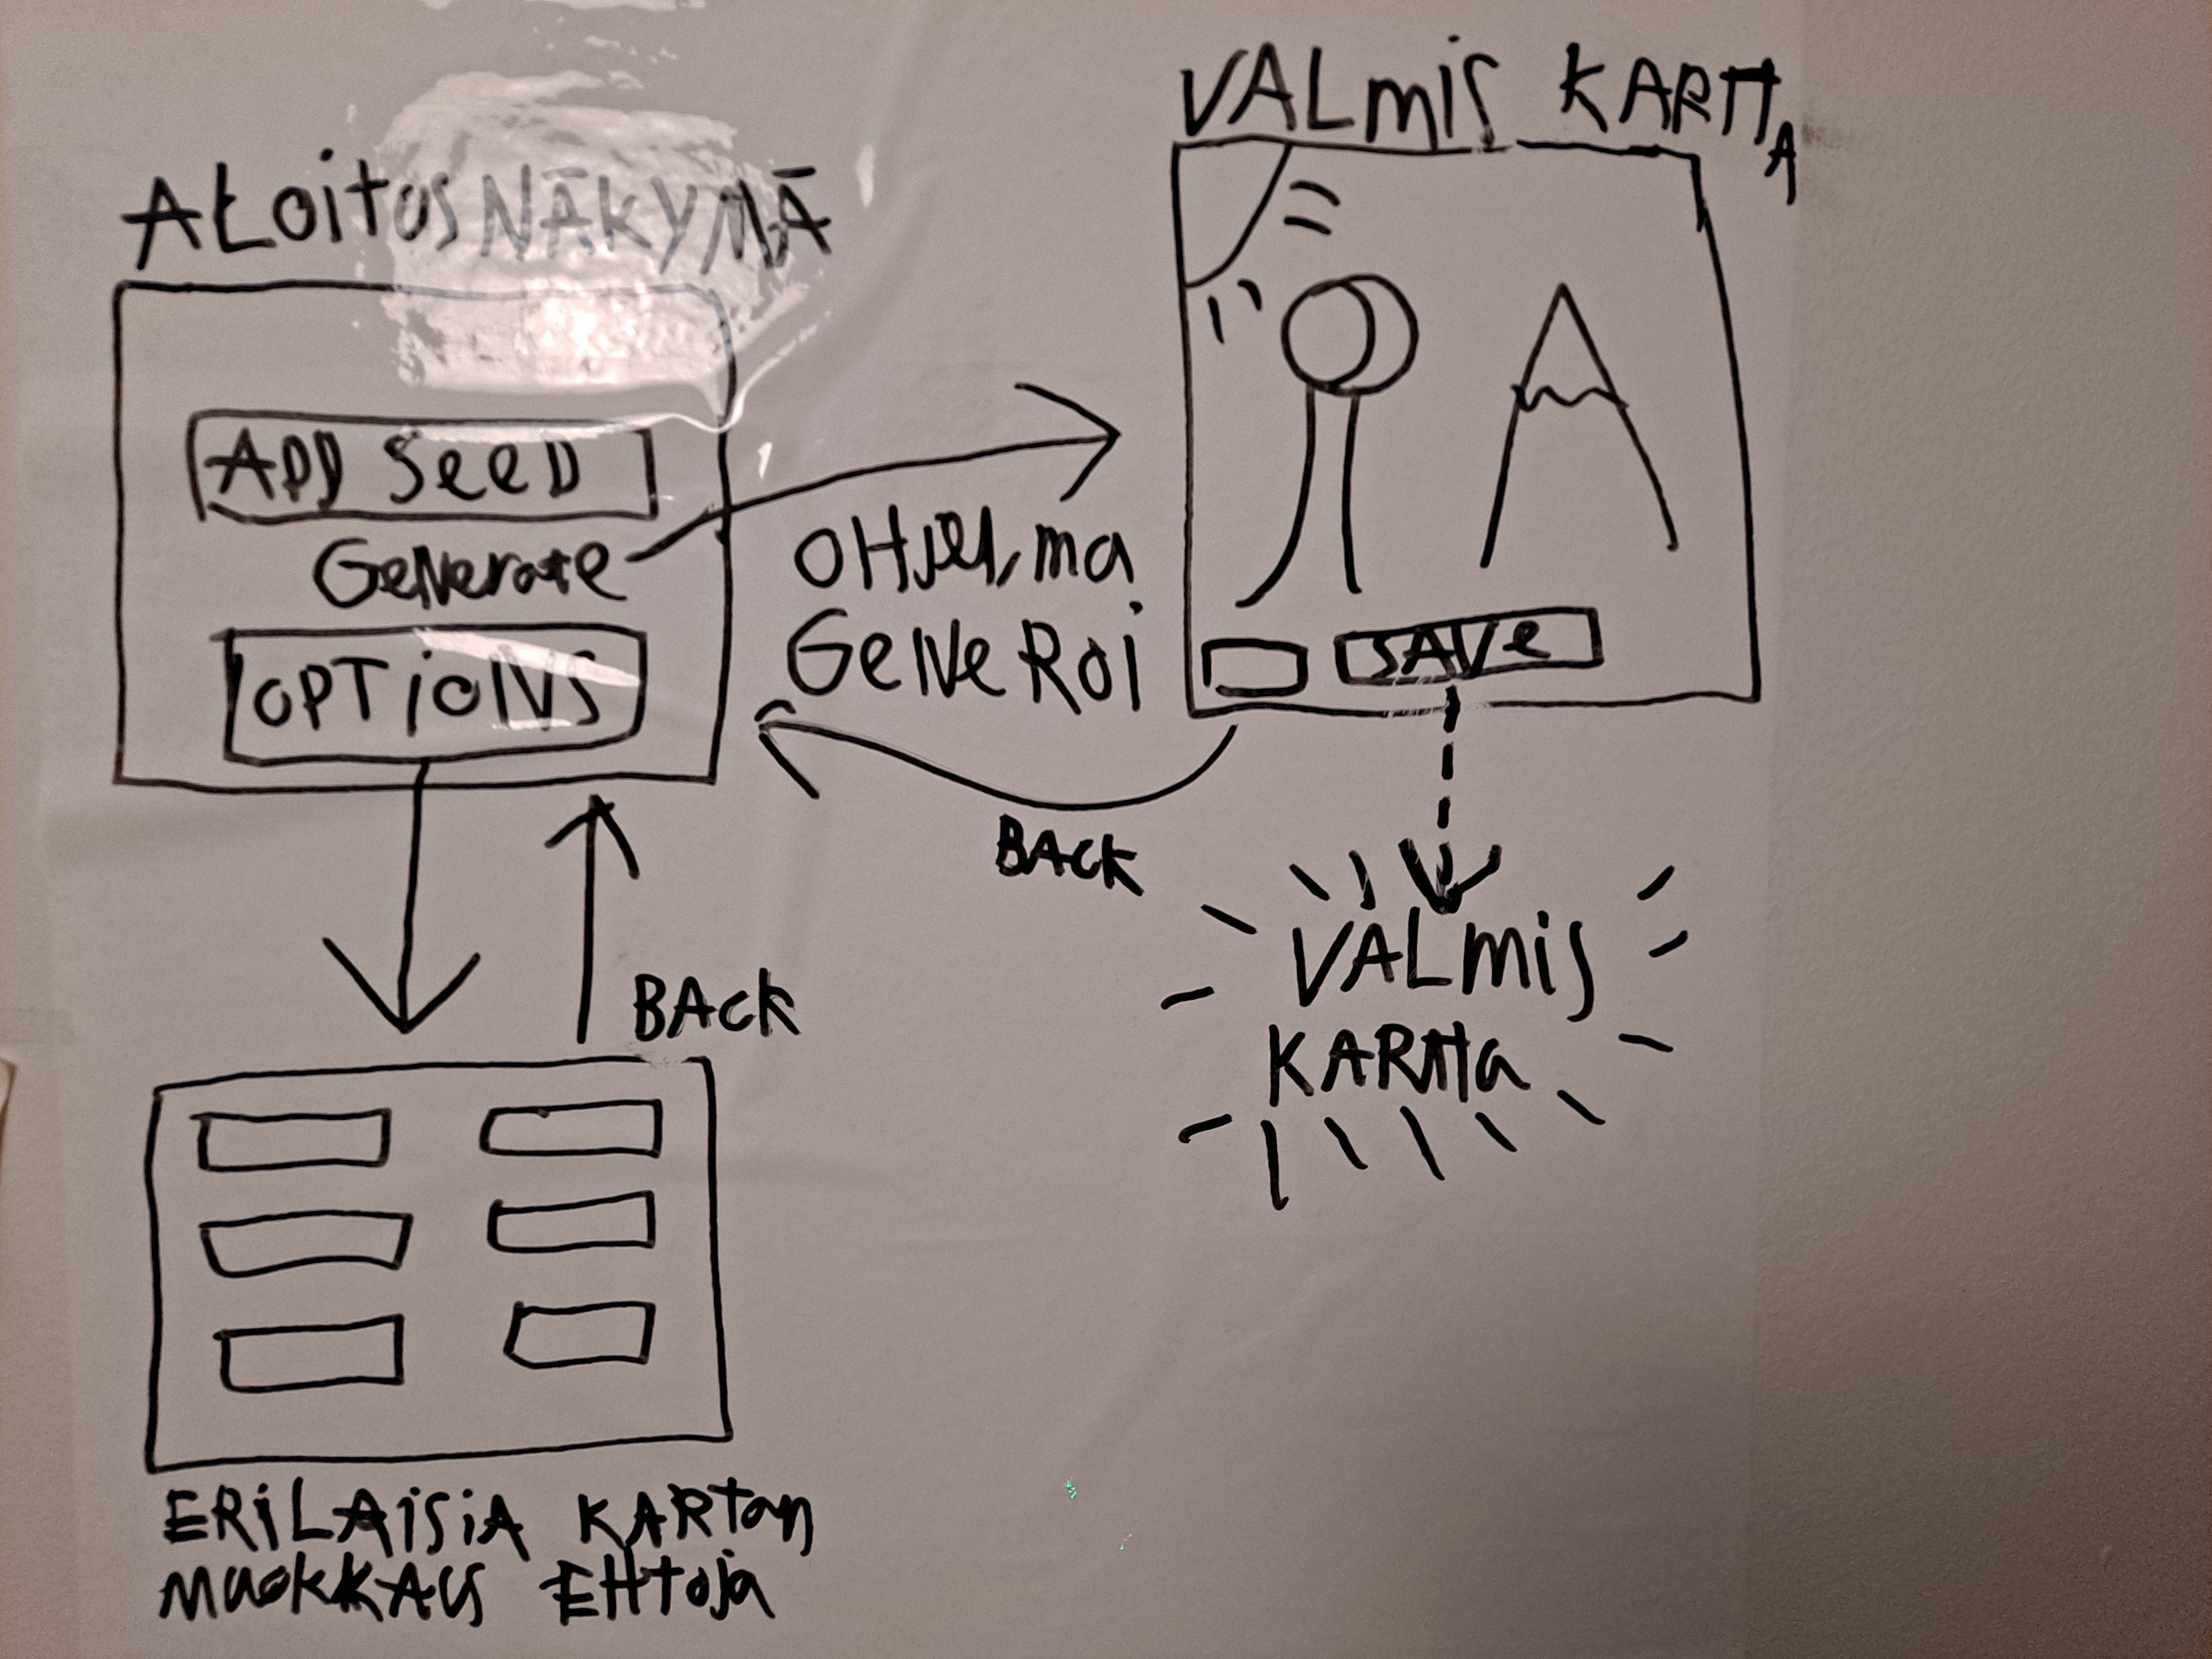 ALOITUSNÄKYMÄ
ADD SEED
GENERATE
OPTIONS
OHJELMA
GENEROI
VALMIS KARTTA
SAVE
BACK
VALMIS
KARTTA
BACK
ERILAISIA KARTAN
MUOKKAUS EHTOJA